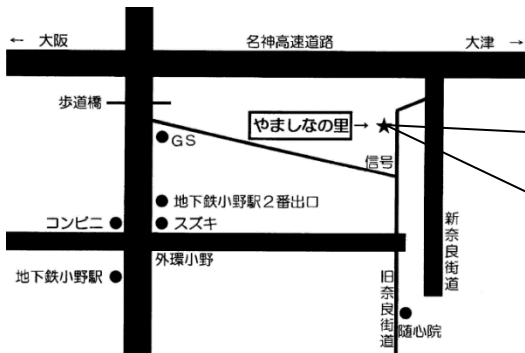 ← 大阪
名神高速道路
大津 →
歩道橋
GS
やましなの里→
信号
地下鉄小野駅2番出口
コンビニ
スズキ
外環小野
地下鉄小野駅
旧奈良街道
新奈良街道
随心院